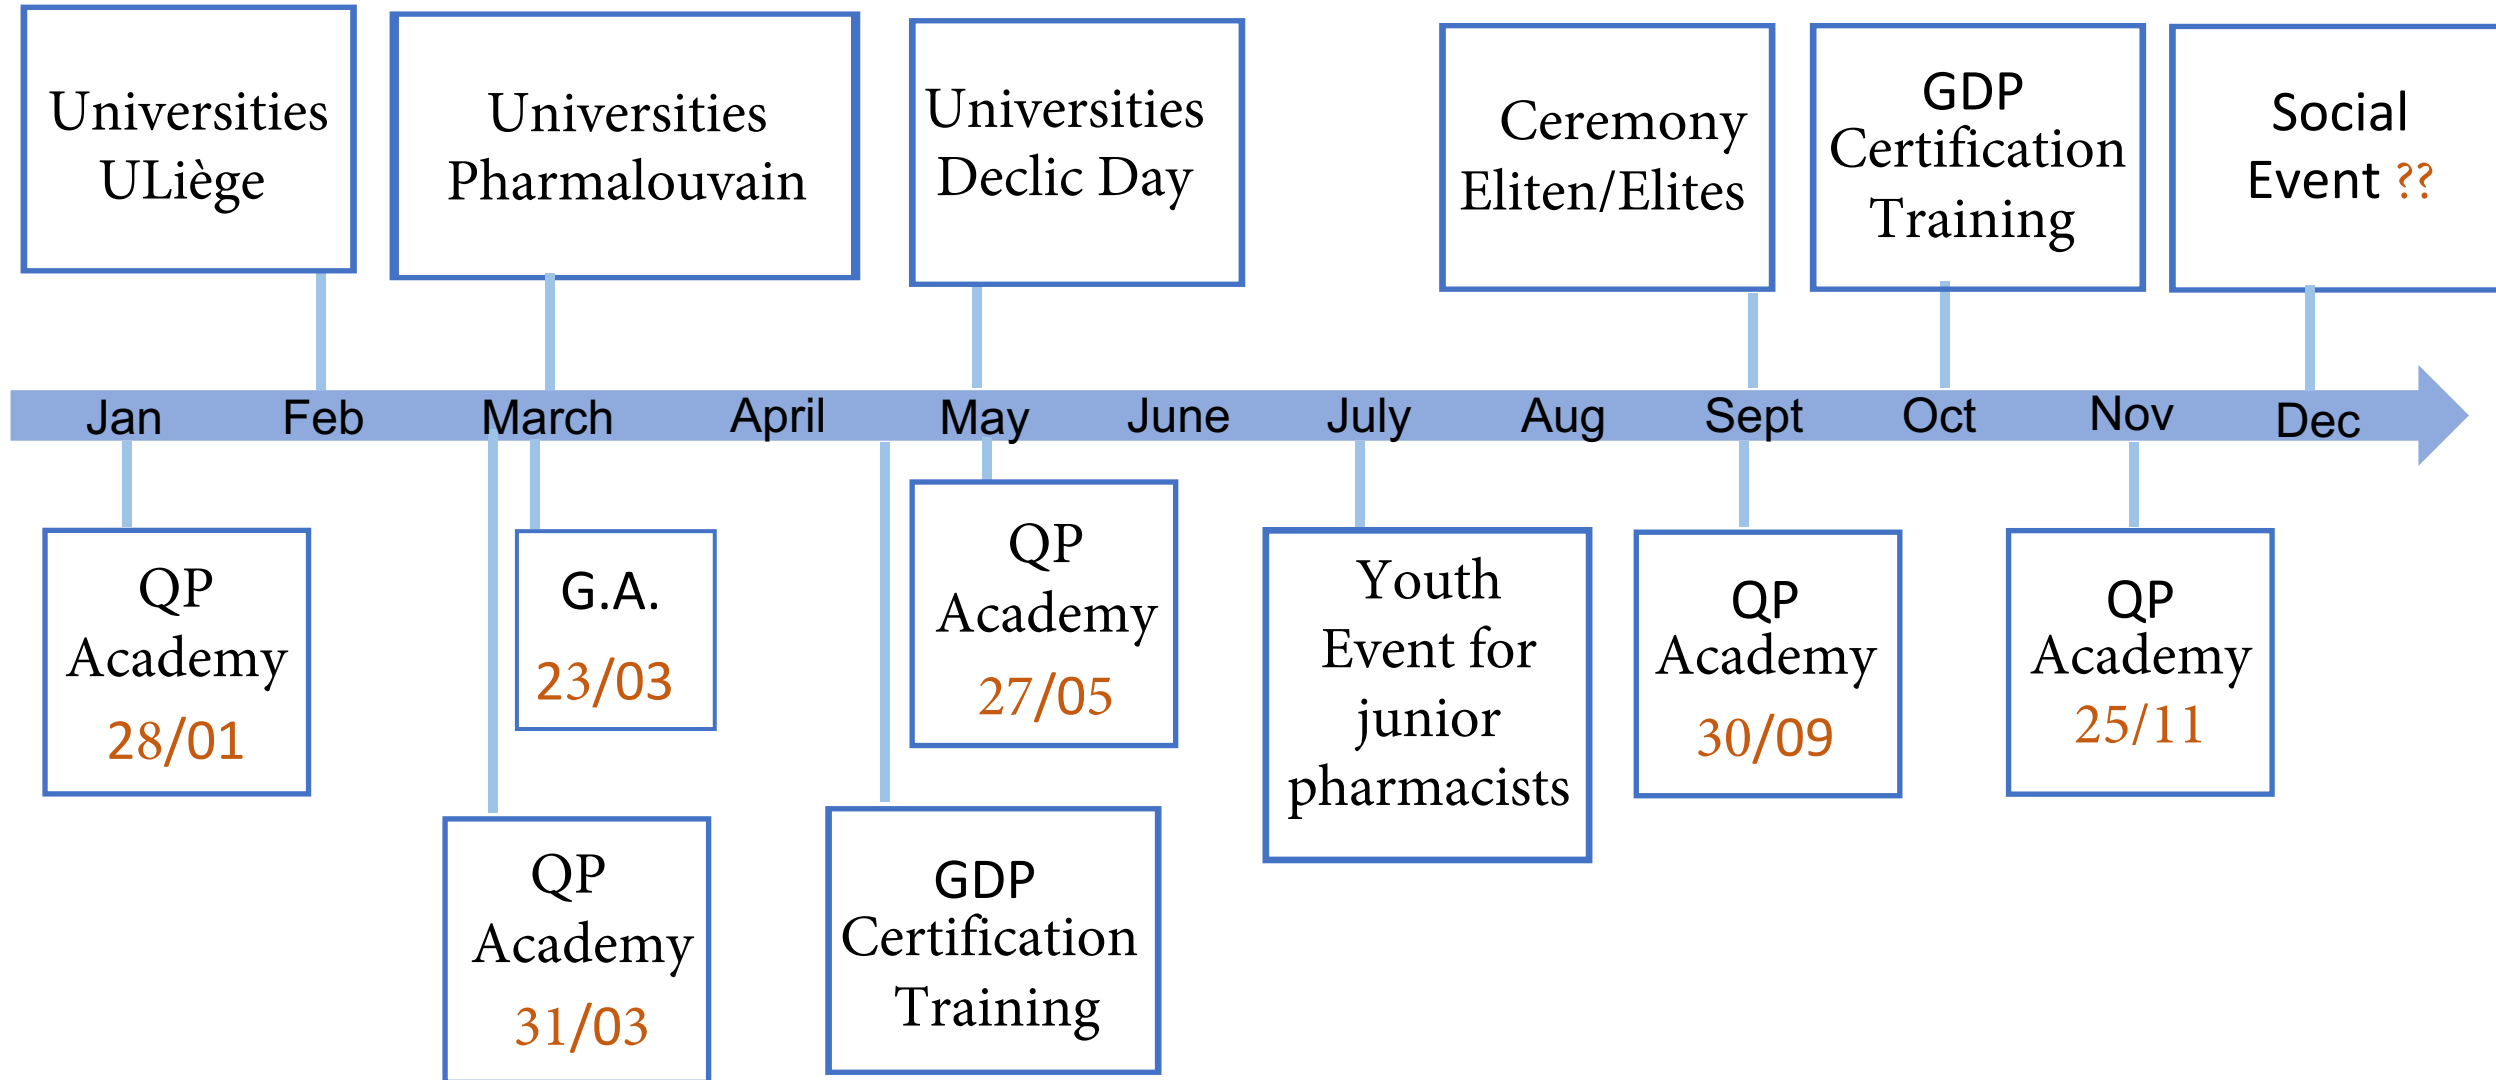 Universities
ULiège
Universities
Pharmalouvain
Universites
Dedic Day
Ceremony
Eliten/Elites
GDP
Certification
Training
Social
Event ??
Jan
Feb
March
April
May
June
July
Aug
Sept
Oct
Nov
Dec
QP
Academy
28/01
G.A.
23/03
QP
Academy
27/05
Youth
Event for
junior
pharmacists
QP
Academy
30/09
QP
Academy
25/11
QP
Academy
31/03
GDP
Certification
Training